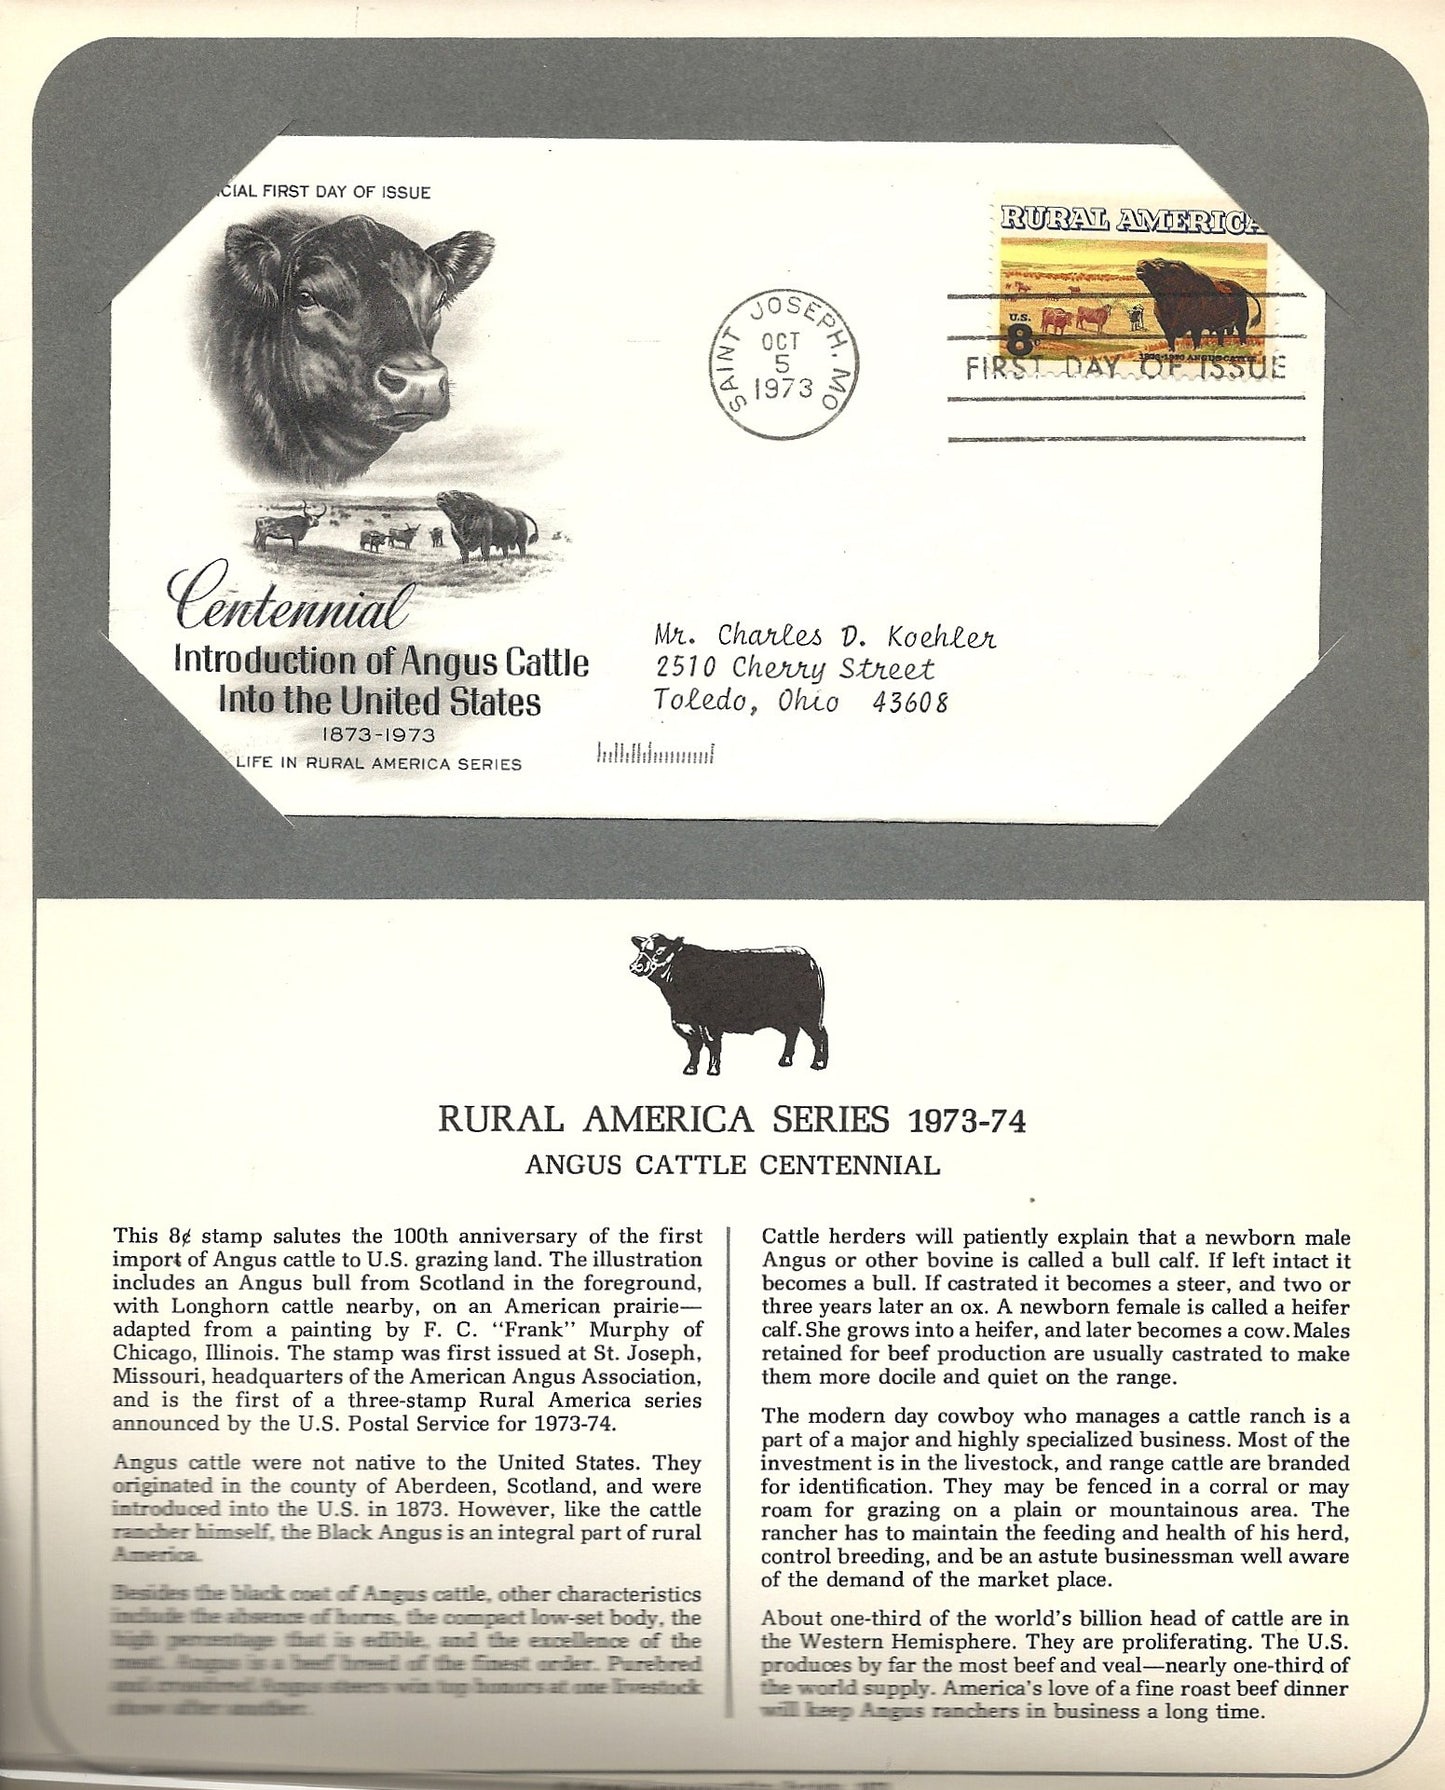 CIAL FIRST DAY OF ISSUE
RURAL AMERICA
U.S.
8c
1873-1973 ANGUS CATTLE
SAINT JOSEPH, MO
OCT
5
1973
FIRST DAY OF ISSUE
Centennial
Introduction of Angus Cattle
Into the United States
1873-1973
LIFE IN RURAL AMERICA SERIES
Mr. Charles D. Koehler
2510 Cherry Street
Toledo, Ohio 43608
RURAL AMERICA SERIES 1973-74
ANGUS CATTLE CENTENNIAL
This 8¢ stamp salutes the 100th anniversary of the first
import of Angus cattle to U.S. grazing land. The illustration
includes an Angus bull from Scotland in the foreground,
with Longhorn cattle nearby, on an American prairie—
adapted from a painting by F. C. “Frank” Murphy of
Chicago, Illinois. The stamp was first issued at St. Joseph,
Missouri, headquarters of the American Angus Association,
and is the first of a three-stamp Rural America series
announced by the U.S. Postal Service for 1973-74.
Angus cattle were not native to the United States. They
originated in the county of Aberdeen, Scotland, and were
introduced into the U.S. in 1873. However, like the cattle
rancher himself, the Black Angus is an integral part of rural
America.
Besides the black coat of Angus cattle, other characteristics
include the absence of horns, the compact low-set body, the
high percentage that is edible, and the excellence of the
meat. Angus is a beef breed of the finest order. Purebred
and crossbred Angus steers win top honors at one livestock
show after another.
Cattle herders will patiently explain that a newborn male
Angus or other bovine is called a bull calf. If left intact it
becomes a bull. If castrated it becomes a steer, and two or
three years later an ox. A newborn female is called a heifer
calf. She grows into a heifer, and later becomes a cow. Males
retained for beef production are usually castrated to make
them more docile and quiet on the range.
The modern day cowboy who manages a cattle ranch is a
part of a major and highly specialized business. Most of the
investment is in the livestock, and range cattle are branded
for identification. They may be fenced in a corral or may
roam for grazing on a plain or mountainous area. The
rancher has to maintain the feeding and health of his herd,
control breeding, and be an astute businessman well aware
of the demand of the market place.
About one-third of the world’s billion head of cattle are in
the Western Hemisphere. They are proliferating. The U.S.
produces by far the most beef and veal—nearly one-third of
the world supply. America’s love of a fine roast beef dinner
will keep Angus ranchers in business a long time.